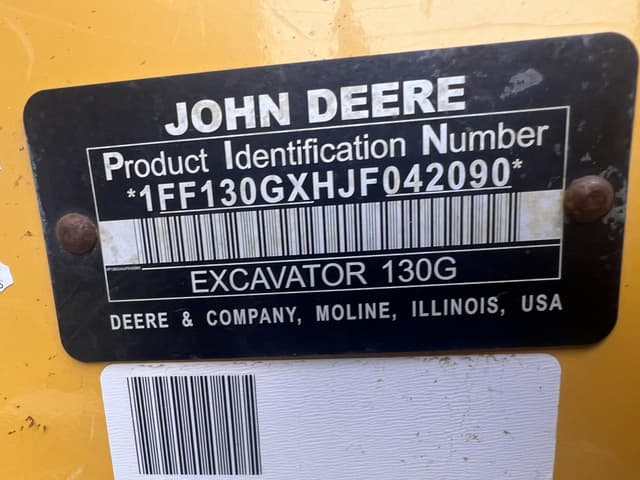 JOHN DEERE
Product Identification Number
*1FF130GXHJF042090*
EXCAVATOR 130G
DEERE & COMPANY, MOLINE, ILLINOIS, USA